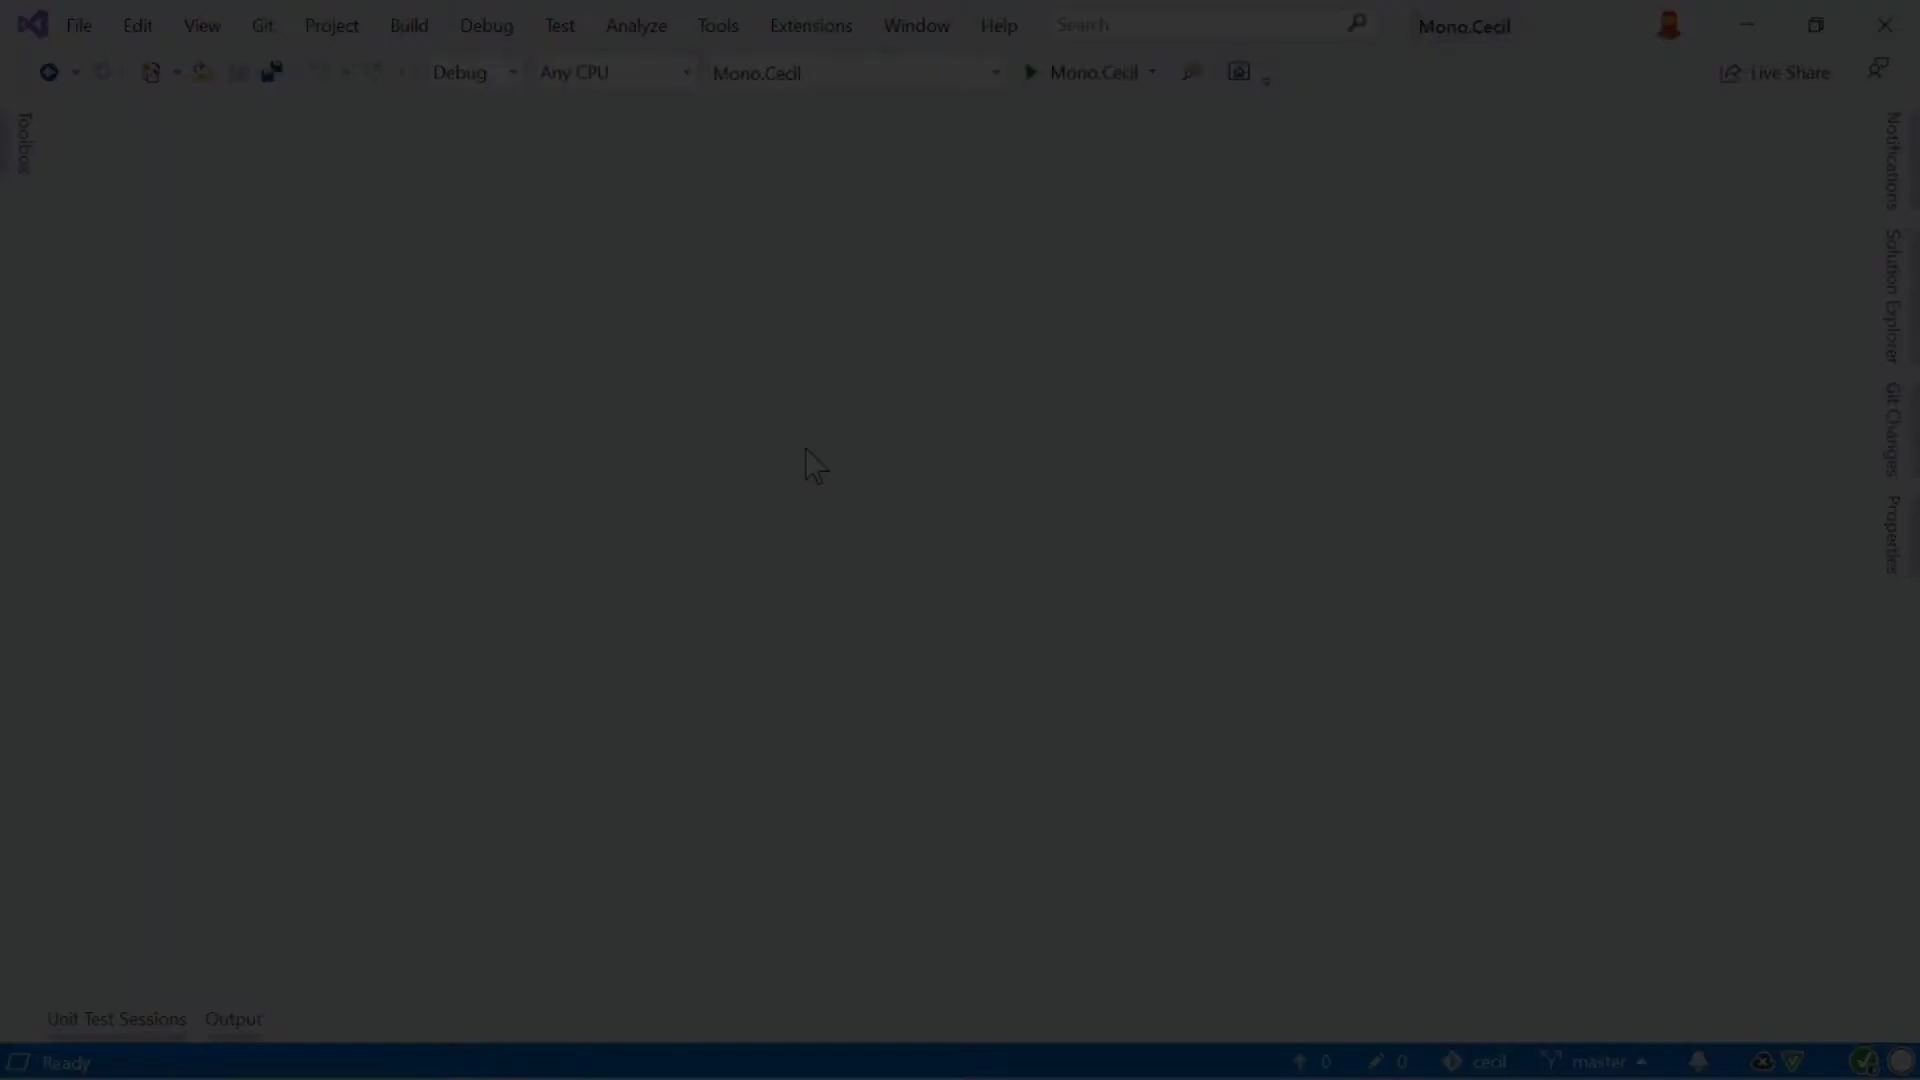 File Edit View Git Project Build Debug Test Analyze Tools Extensions Window Help Search Mono.Cecil
Debug Any CPU Mono.Cecil Mono.Cecil Live Share
Toolbox
Notifications
Solution Explorer
Git Changes
Properties
Unit Test Sessions Output
Ready 0 0 cecil master